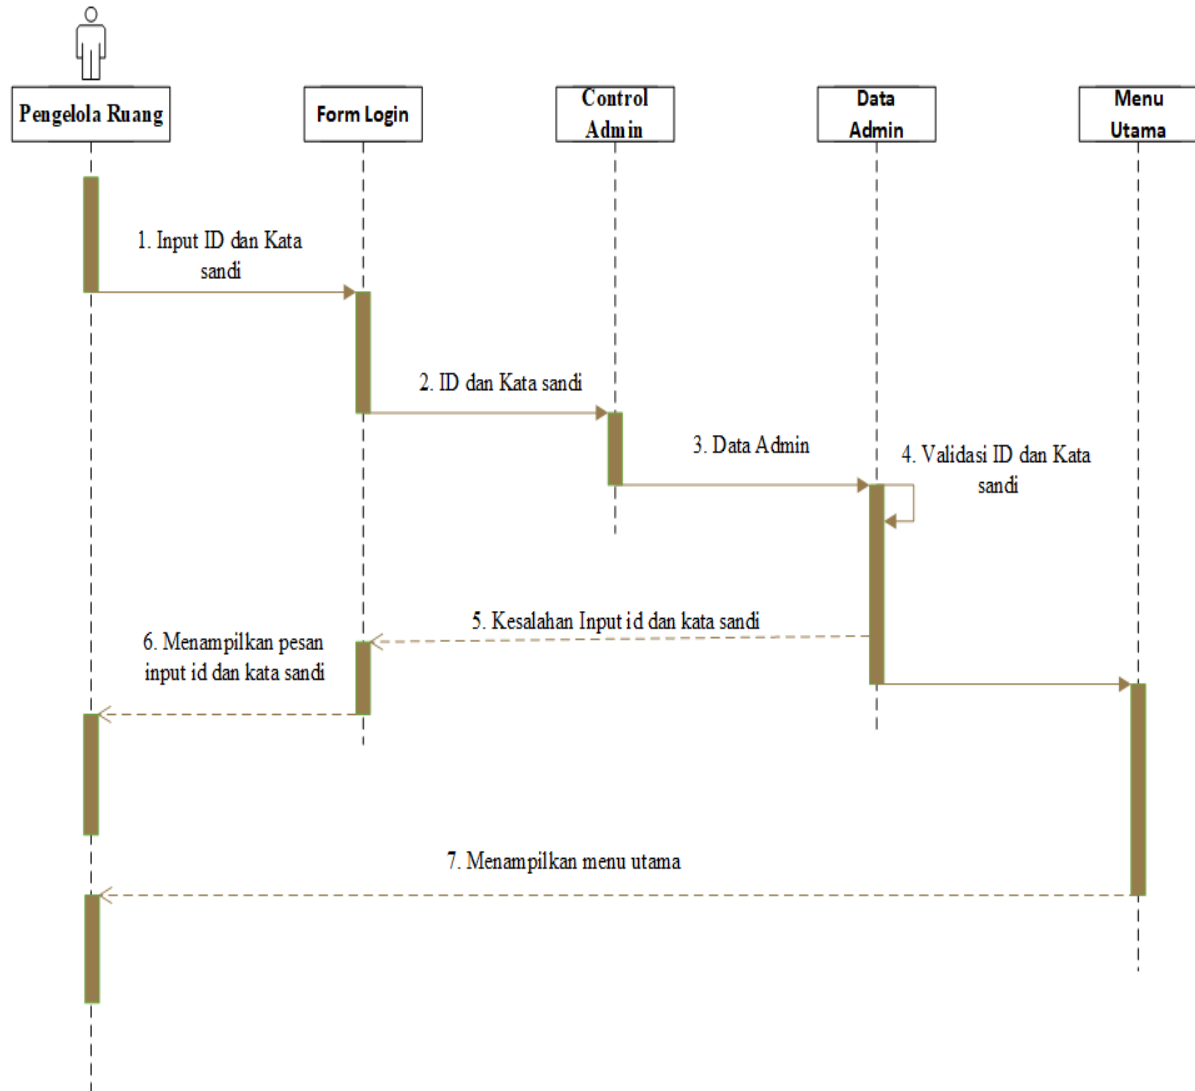 Pengelola Ruang
Form Login
Control
Admin
Data
Admin
Menu
Utama
1. Input ID dan Kata
sandi
2. ID dan Kata sandi
3. Data Admin
4. Validasi ID dan Kata
sandi
5. Kesalahan Input id dan kata sandi
6. Menampilkan pesan
input id dan kata sandi
7. Menampilkan menu utama